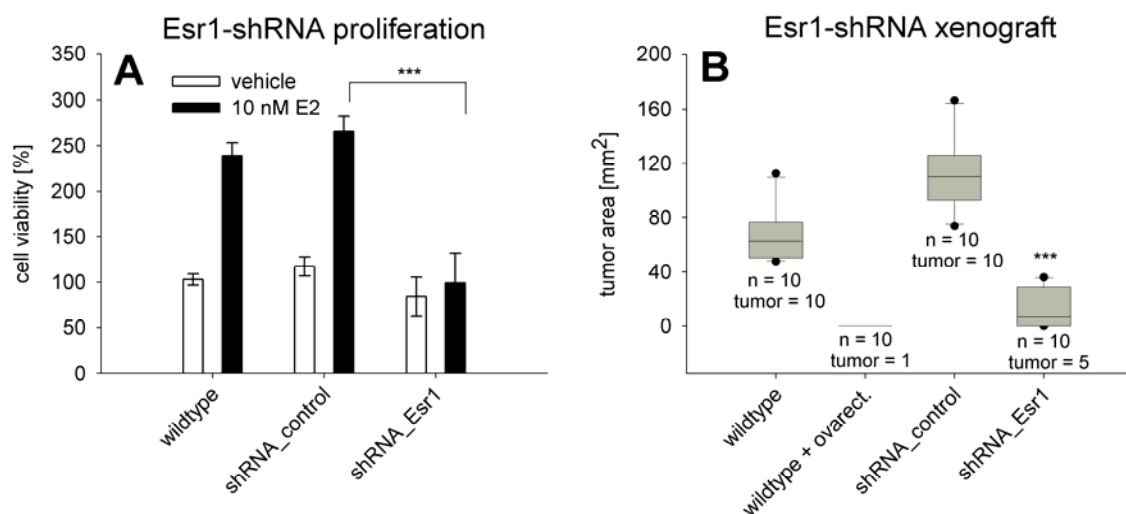 Esr1-shRNA proliferation
A
vehicle
10 nM E2
***
cell viability [%]
350
300
250
200
150
100
50
0
wildtype
shRNA_control
shRNA_Esr1
Esr1-shRNA xenograft
B
tumor area [mm²]
200
160
120
80
40
0
n = 10
tumor = 10
n = 10
tumor = 1
n = 10
tumor = 10
***
n = 10
tumor = 5
wildtype
wildtype + ovarect.
shRNA_control
shRNA_Esr1